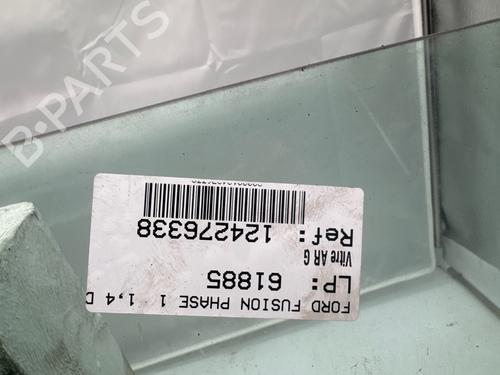 FORD FUSION PHASE 1 1,4 D
LP: 61885
Vitre AR G
Ref: 124276338
B-PARTS